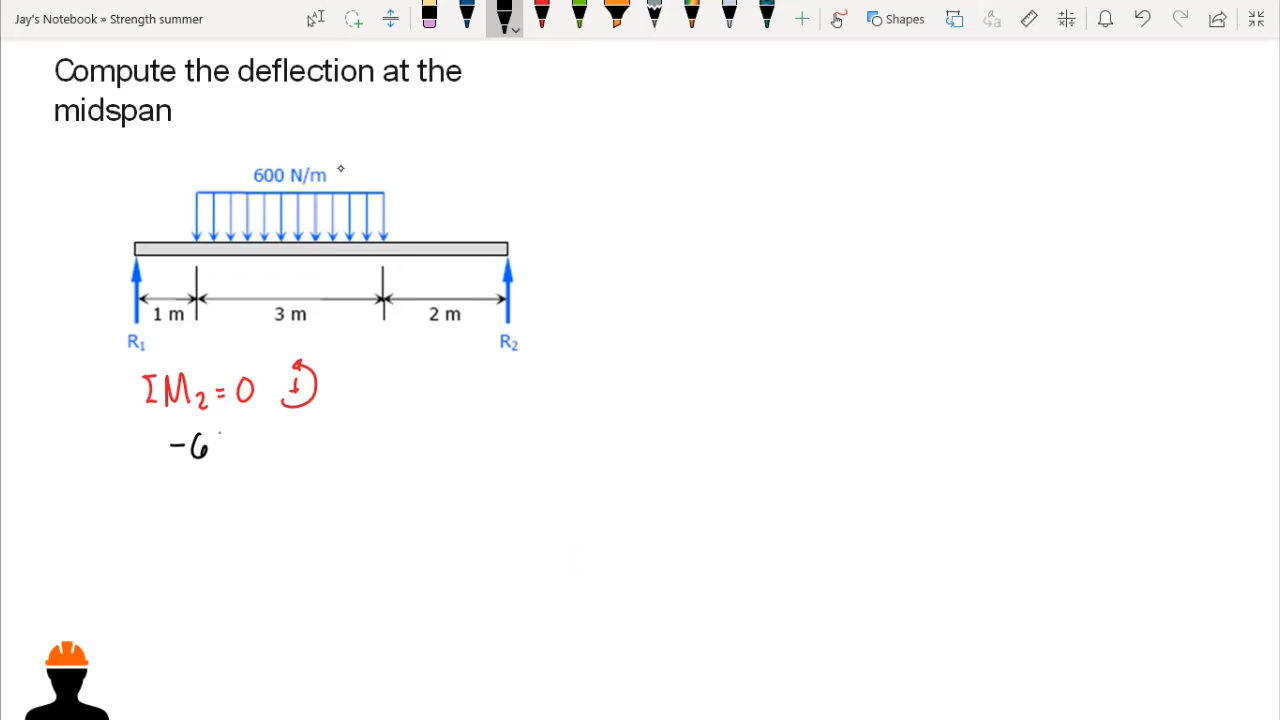 Jay's Notebook » Strength summer
Shapes
Compute the deflection at the
midspan
600 N/m
1 m
3 m
2 m
R₁
R₂
ΣM₂ = 0 +
-6